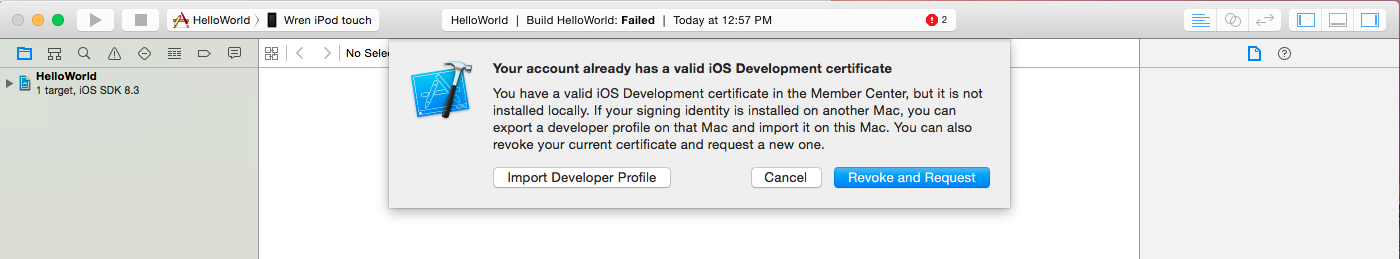 HelloWorld Wren iPod touch
HelloWorld | Build HelloWorld: Failed | Today at 12:57 PM
2
No Sele
HelloWorld
1 target, iOS SDK 8.3
Your account already has a valid iOS Development certificate
You have a valid iOS Development certificate in the Member Center, but it is not
installed locally. If your signing identity is installed on another Mac, you can
export a developer profile on that Mac and import it on this Mac. You can also
revoke your current certificate and request a new one.
Import Developer Profile Cancel Revoke and Request